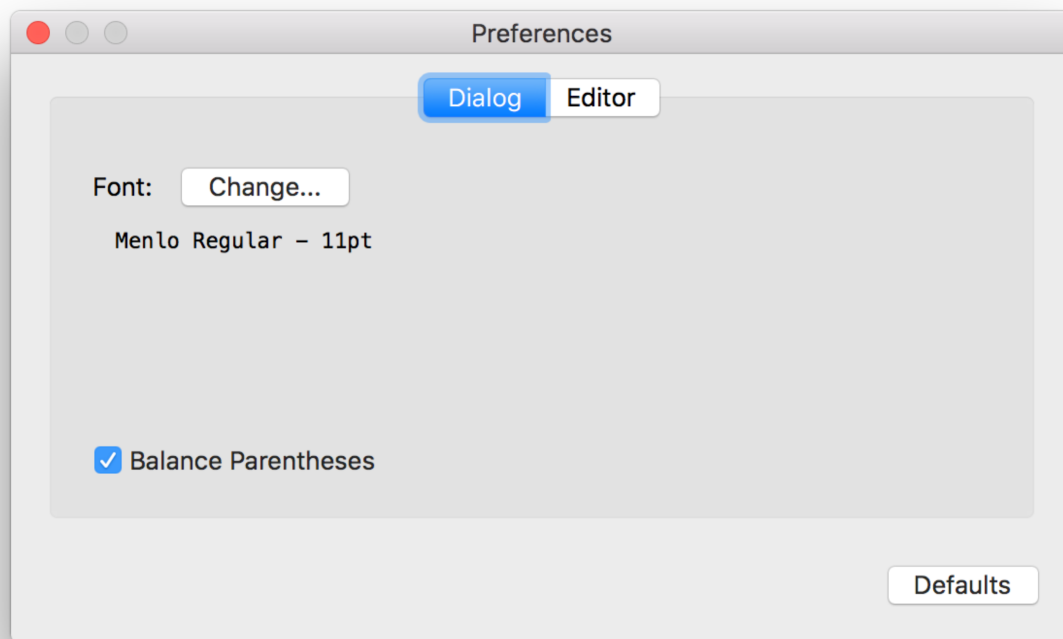 Preferences
Dialog Editor
Font: Change...
Menlo Regular – 11pt
Balance Parentheses
Defaults